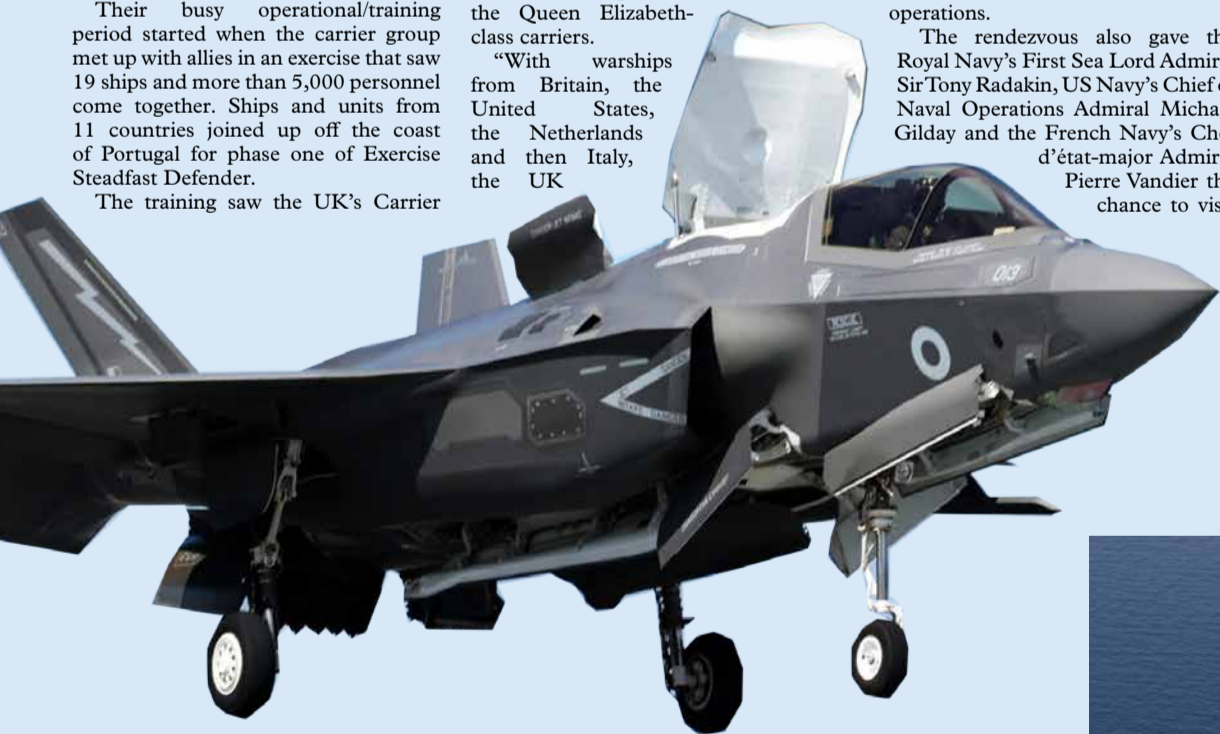 Their busy operational/training
period started when the carrier group
met up with allies in an exercise that saw
19 ships and more than 5,000 personnel
come together. Ships and units from
11 countries joined up off the coast
of Portugal for phase one of Exercise
Steadfast Defender.
The training saw the UK’s Carrier
the Queen Elizabeth-
class carriers.
“With warships
from Britain, the
United States,
the Netherlands
and then Italy,
the UK
operations.
The rendezvous also gave th
Royal Navy’s First Sea Lord Admir
Sir Tony Radakin, US Navy’s Chief
Naval Operations Admiral Micha
Gilday and the French Navy’s Ch
d’état-major Admir
Pierre Vandier th
chance to vis
013
RESCUE
DANGER